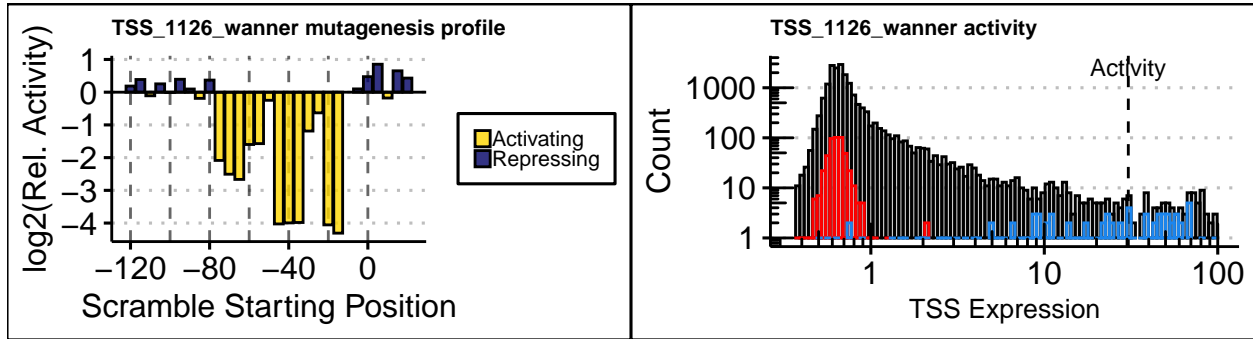 TSS_1126_wanner mutagenesis profile
log2(Rel. Activity)
1
0
−1
−2
−3
−4
−120
−80
−40
0
Scramble Starting Position
Activating
Repressing
TSS_1126_wanner activity
Activity
Count
1000
100
10
1
1
10
100
TSS Expression